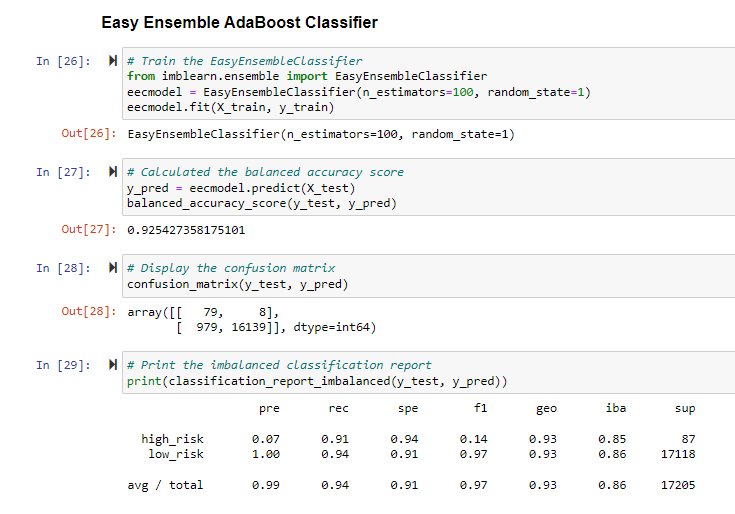 Easy Ensemble AdaBoost Classifier
In [26]: # Train the EasyEnsembleClassifier
from imblearn.ensemble import EasyEnsembleClassifier
eecmodel = EasyEnsembleClassifier(n_estimators=100, random_state=1)
eecmodel.fit(X_train, y_train)
Out[26]: EasyEnsembleClassifier(n_estimators=100, random_state=1)
In [27]: # Calculated the balanced accuracy score
y_pred = eecmodel.predict(X_test)
balanced_accuracy_score(y_test, y_pred)
Out[27]: 0.925427358175101
In [28]: # Display the confusion matrix
confusion_matrix(y_test, y_pred)
Out[28]: array([[   79,     8],
       [  979, 16139]], dtype=int64)
In [29]: # Print the imbalanced classification report
print(classification_report_imbalanced(y_test, y_pred))
pre rec spe f1 geo iba sup
high_risk 0.07 0.91 0.94 0.14 0.93 0.85 87
low_risk 1.00 0.94 0.91 0.97 0.93 0.86 17118
avg / total 0.99 0.94 0.91 0.97 0.93 0.86 17205